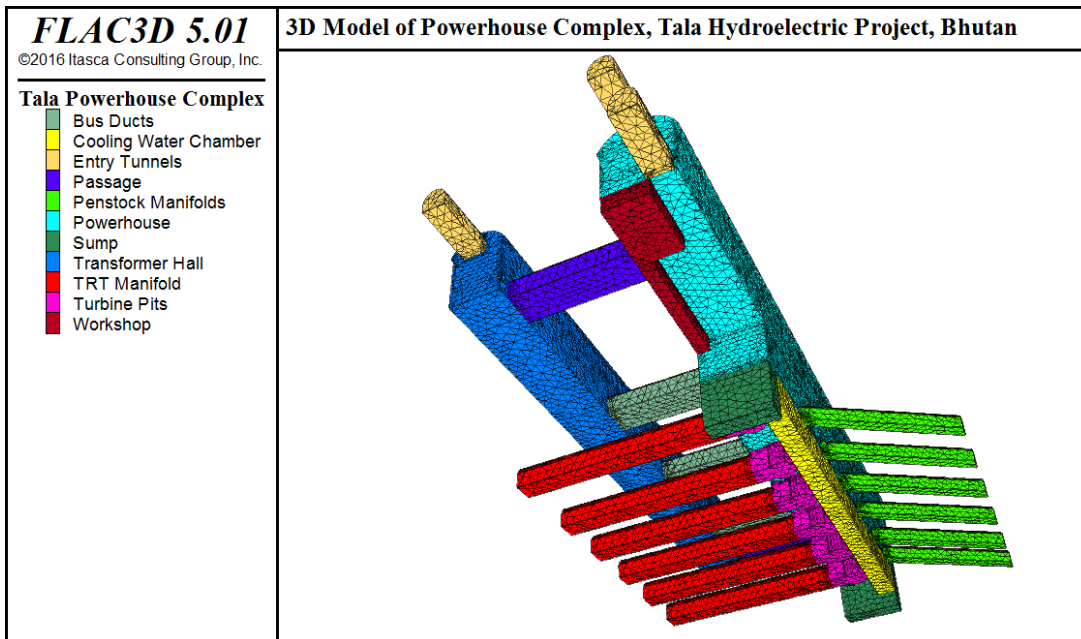 FLAC3D 5.01
©2016 Itasca Consulting Group, Inc.
Tala Powerhouse Complex
Bus Ducts
Cooling Water Chamber
Entry Tunnels
Passage
Penstock Manifolds
Powerhouse
Sump
Transformer Hall
TRT Manifold
Turbine Pits
Workshop
3D Model of Powerhouse Complex, Tala Hydroelectric Project, Bhutan